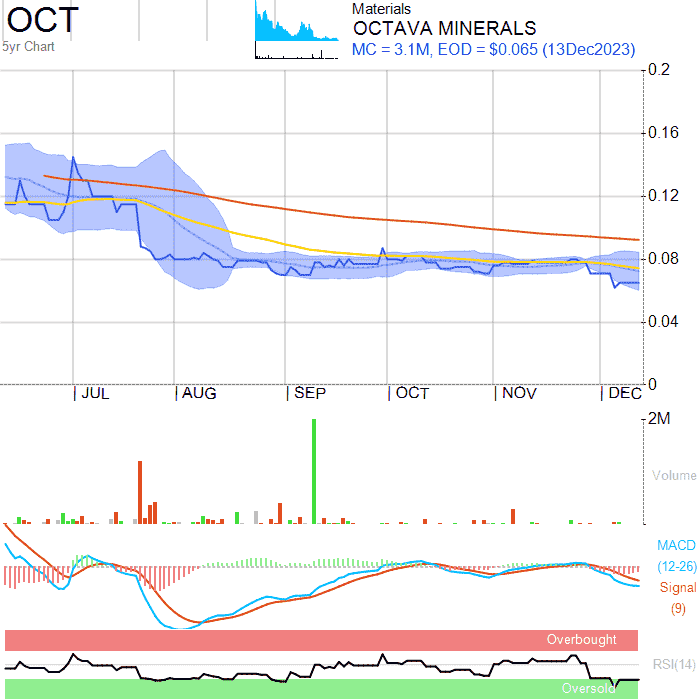 OCT
5yr Chart
Materials
OCTAVA MINERALS
MC = 3.1M, EOD = $0.065 (13Dec2023)
0.2
0.16
0.12
0.08
0.04
0
JUL AUG SEP OCT NOV DEC
2M
Volume
MACD
(12-26)
Signal
(9)
Overbought
RSI(14)
Oversold